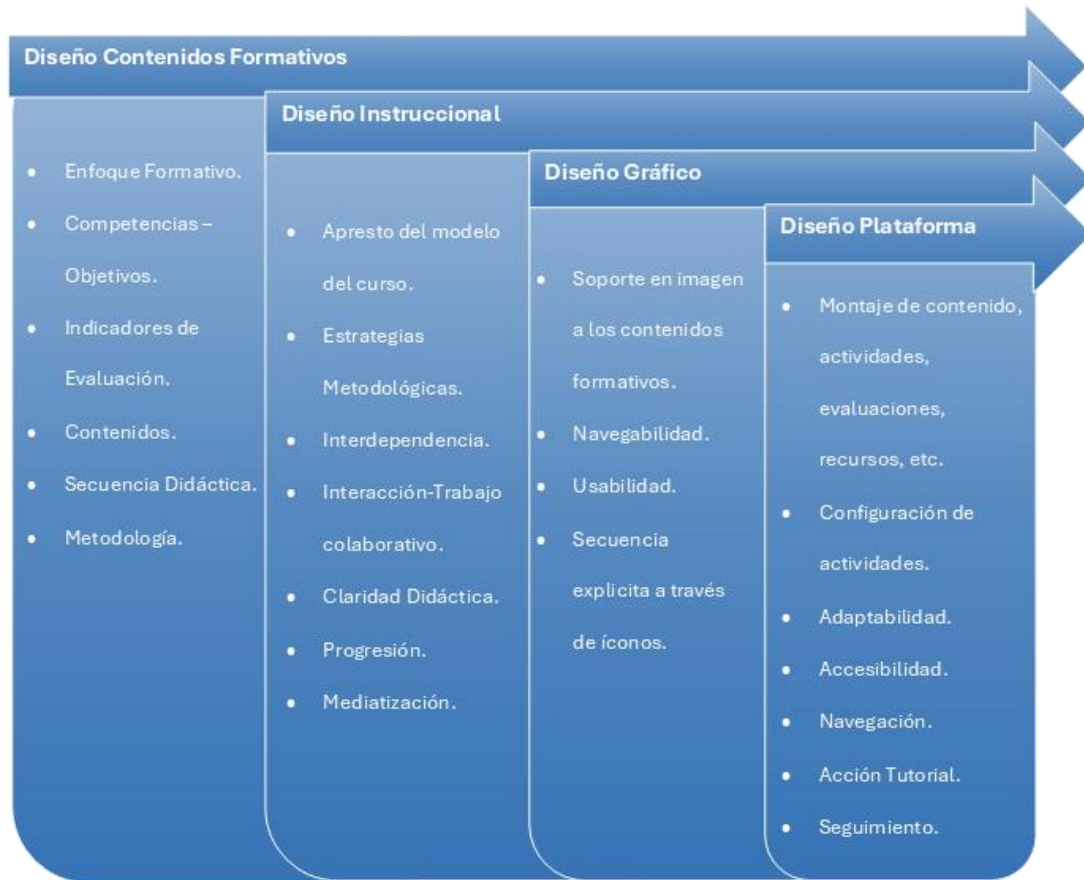 Diseño Contenidos Formativos
• Enfoque Formativo.
• Competencias –
Objetivos.
• Indicadores de
Evaluación.
• Contenidos.
• Secuencia Didáctica.
• Metodología.
Diseño Instruccional
• Apresto del modelo
del curso.
• Estrategias
Metodológicas.
• Interdependencia.
• Interacción-Trabajo
colaborativo.
• Claridad Didáctica.
• Progresión.
• Mediatización.
Diseño Gráfico
• Soporte en imagen
a los contenidos
formativos.
• Navegabilidad.
• Usabilidad.
• Secuencia
explicita a través
de íconos.
Diseño Plataforma
• Montaje de contenido,
actividades,
evaluaciones,
recursos, etc.
• Configuración de
actividades.
• Adaptabilidad.
• Accesibilidad.
• Navegación.
• Acción Tutorial.
• Seguimiento.